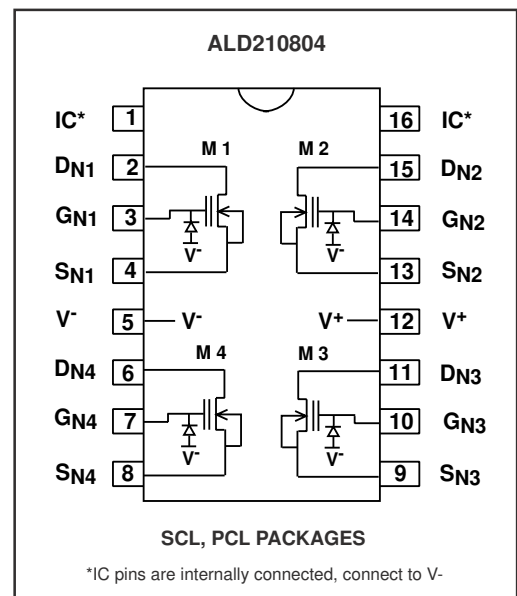 ALD210804
IC* 1 16 IC*
M 1 M 2
DN1 2 15 DN2
GN1 3 14 GN2
V- V-
SN1 4 13 SN2
V- 5 V- V+ 12 V+
M 4 M 3
DN4 6 11 DN3
GN4 7 10 GN3
V- V-
SN4 8 9 SN3
SCL, PCL PACKAGES
*IC pins are internally connected, connect to V-